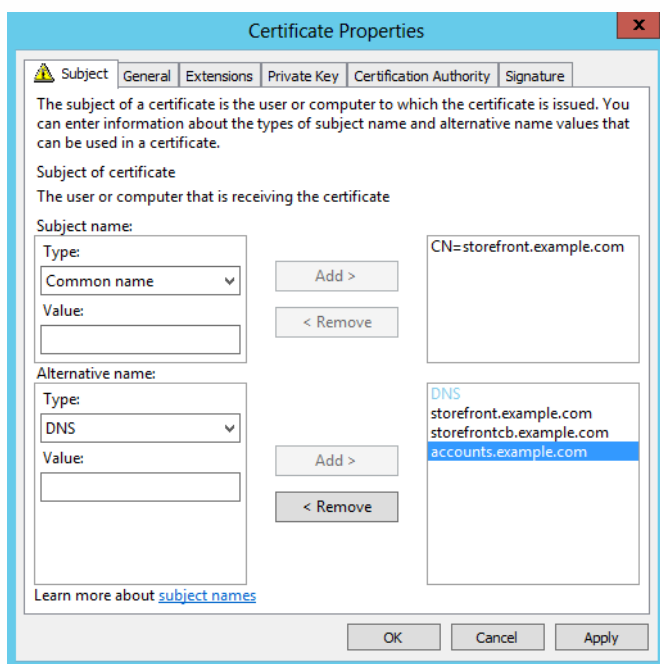 Certificate Properties
x
Subject
General
Extensions
Private Key
Certification Authority
Signature
The subject of a certificate is the user or computer to which the certificate is issued. You
can enter information about the types of subject name and alternative name values that
can be used in a certificate.
Subject of certificate
The user or computer that is receiving the certificate
Subject name:
Type:
Common name
Value:
Add >
< Remove
CN=storefront.example.com
Alternative name:
Type:
DNS
Value:
Add >
< Remove
DNS
storefront.example.com
storefrontcb.example.com
accounts.example.com
Learn more about subject names
OK
Cancel
Apply